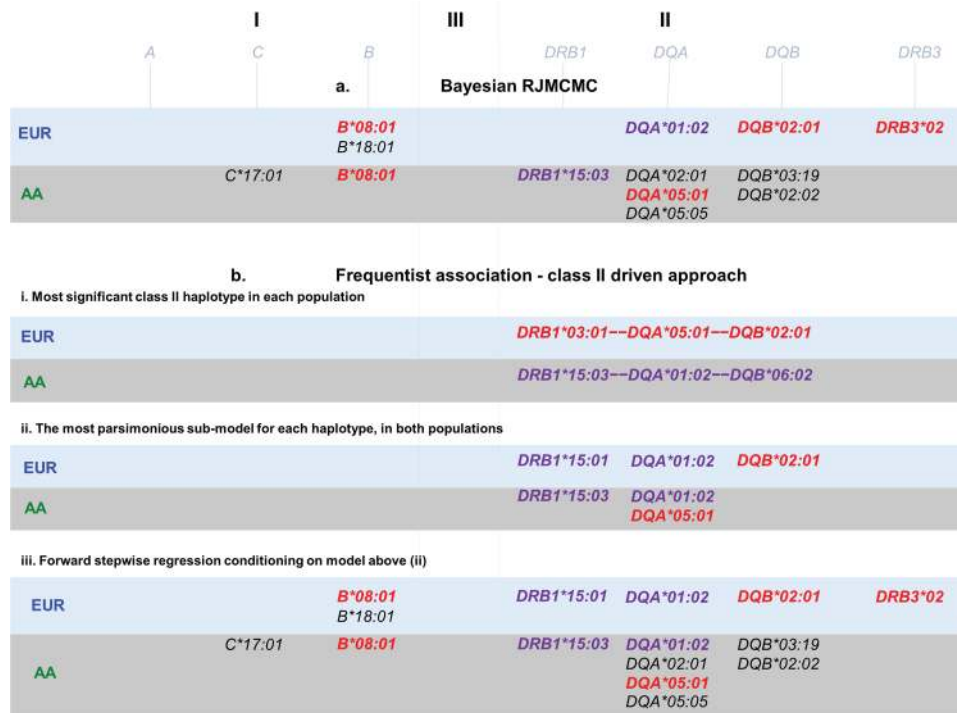 I III II
A C B DRB1 DQA DQB DRB3
a. Bayesian RJMCMC
EUR B*08:01 DQA*01:02 DQB*02:01 DRB3*02
B*18:01
AA C*17:01 B*08:01 DRB1*15:03 DQA*02:01 DQB*03:19
DQA*05:01 DQB*02:02
DQA*05:05
b. Frequentist association - class II driven approach
i. Most significant class II haplotype in each population
EUR DRB1*03:01--DQA*05:01--DQB*02:01
AA DRB1*15:03--DQA*01:02--DQB*06:02
ii. The most parsimonious sub-model for each haplotype, in both populations
EUR DRB1*15:01 DQA*01:02 DQB*02:01
AA DRB1*15:03 DQA*01:02
DQA*05:01
iii. Forward stepwise regression conditioning on model above (ii)
EUR B*08:01 DRB1*15:01 DQA*01:02 DQB*02:01 DRB3*02
B*18:01
AA C*17:01 B*08:01 DRB1*15:03 DQA*01:02 DQB*03:19
DQA*02:01 DQB*02:02
DQA*05:01
DQA*05:05